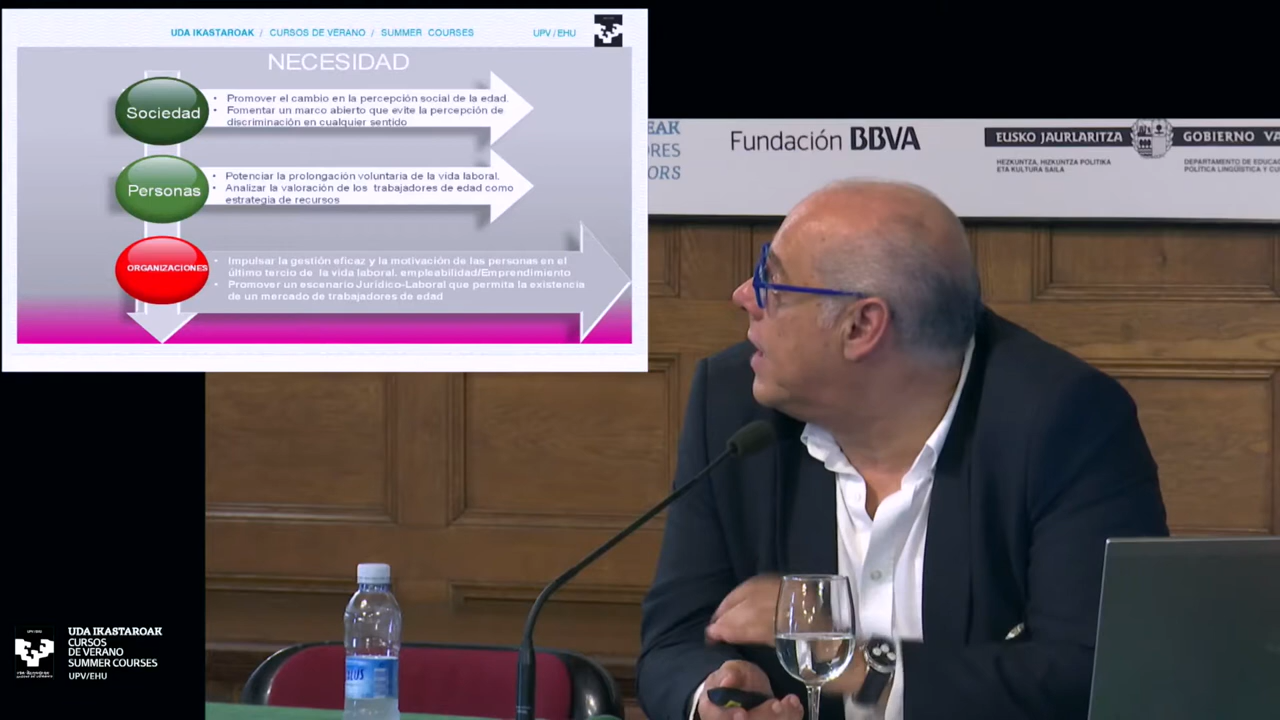 UDA IKASTAROAK / CURSOS DE VERANO / SUMMER COURSES
UPV / EHU
NECESIDAD
Sociedad
• Promover el cambio en la percepción social de la edad.
• Fomentar un marco abierto que evite la percepción de
discriminación en cualquier sentido
Personas
• Potenciar la prolongación voluntaria de la vida laboral.
• Analizar la valoración de los trabajadores de edad como
estrategia de recursos
ORGANIZACIONES
• Impulsar la gestión eficaz y la motivación de las personas en el
último tercio de la vida laboral. empleabilidad/Emprendimiento
• Promover un escenario Jurídico-Laboral que permita la existencia
de un mercado de trabajadores de edad
EAK
ORES
ORS
Fundación BBVA
EUSKO JAURLARITZA
GOBIERNO VA
HEZKUNTZA, HIZKUNTZA POLITIKA
ETA KULTURA SAILA
DEPARTAMENTO DE EDUCA
POLÍTICA LINGÜÍSTICA Y CU
UDA IKASTAROAK
CURSOS
DE VERANO
SUMMER COURSES
UPV/EHU